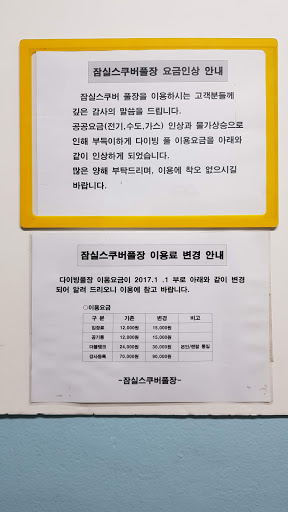 잠실스쿠버풀장 요금인상 안내
잠실스쿠버 풀장을 이용하시는 고객분들께
깊은 감사의 말씀을 드립니다.
공공요금(전기,수도,가스) 인상과 물가상승으로
인해 부득이하게 다이빙 풀 이용요금을 아래와
같이 인상하게 되었습니다.
많은 양해 부탁드리며, 이용에 착오 없으시길
바랍니다.
잠실스쿠버풀장 이용료 변경 안내
다이빙풀장 이용요금이 2017.1 .1 부로 아래와 같이 변경
되어 알려 드리오니 이용에 참고 바랍니다.
○이용요금
구 분 기존 변경 비고
입장료 12,000원 15,000원
공기통 12,000원 15,000원
더블탱크 24,000원 30,000원 본인/렌탈 동일
강사등록 70,000원 90,000원
-잠실스쿠버풀장-